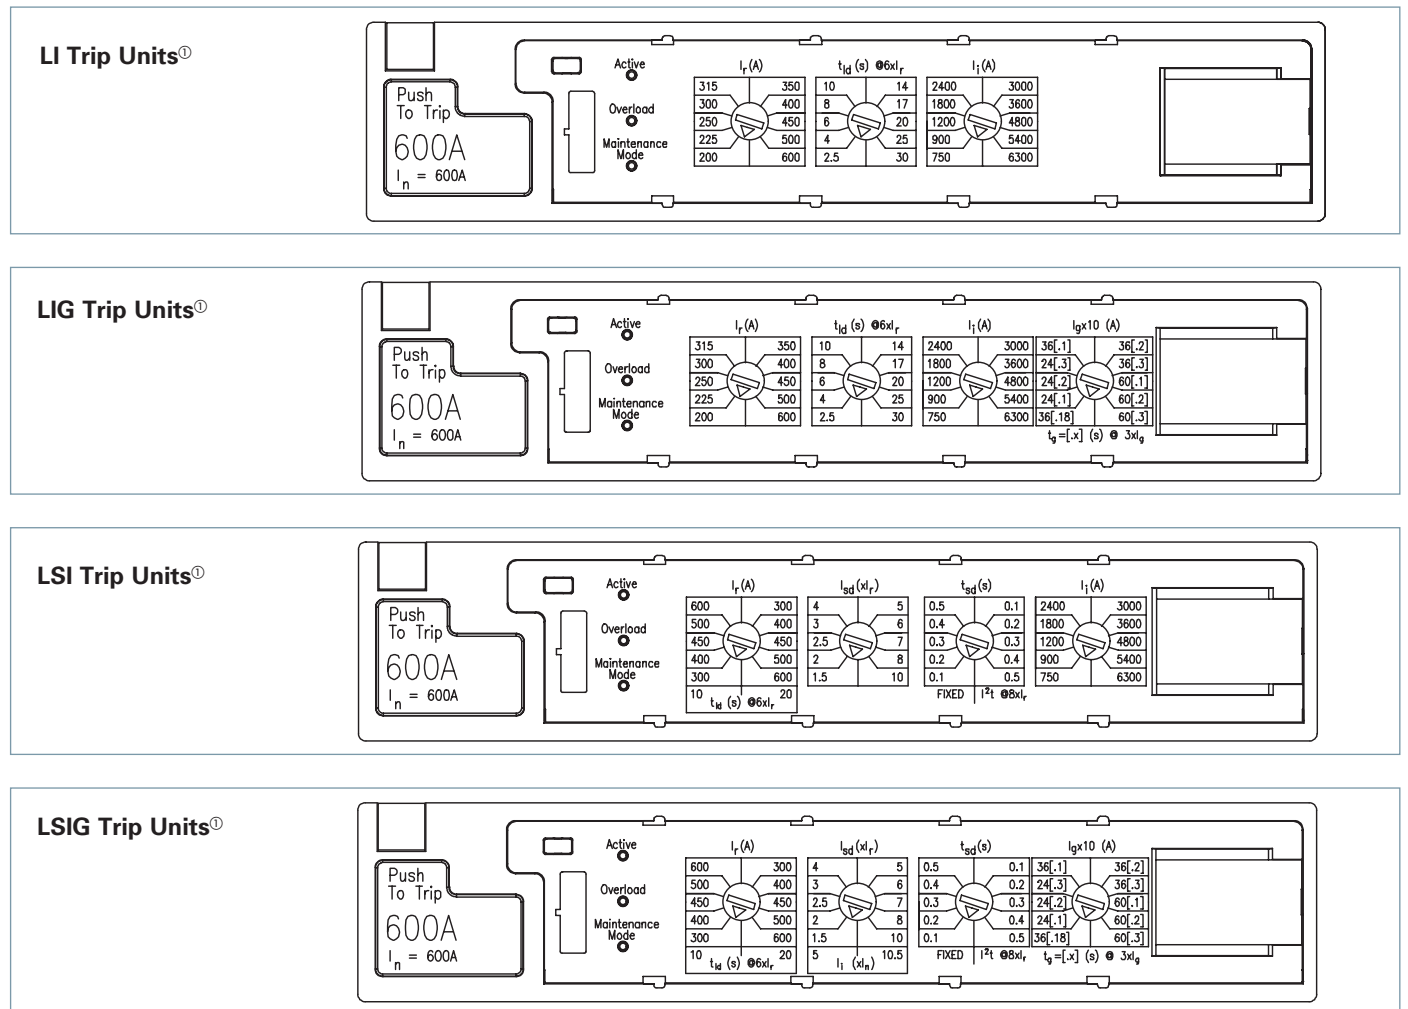 LI Trip Units①
Push
To Trip
600A
In = 600A
Active
Overload
Maintenance
Mode
Ir (A)
315 350
300 400
250 450
225 500
200 600
tld (s) @6xIr
10 14
8 17
6 20
4 25
2.5 30
Ii (A)
2400 3000
1800 3600
1200 4800
900 5400
750 6300
LIG Trip Units①
Push
To Trip
600A
In = 600A
Active
Overload
Maintenance
Mode
Ir (A)
315 350
300 400
250 450
225 500
200 600
tld (s) @6xIr
10 14
8 17
6 20
4 25
2.5 30
Ii (A)
2400 3000
1800 3600
1200 4800
900 5400
750 6300
Igx10 (A)
36[.1] 36[.2]
24[.3] 36[.3]
24[.2] 60[.1]
24[.1] 60[.2]
36[.18] 60[.3]
tg=[.x] (s) @ 3xIg
LSI Trip Units①
Push
To Trip
600A
In = 600A
Active
Overload
Maintenance
Mode
Ir (A)
600 300
500 400
450 450
400 500
300 600
10 20
tld (s) @6xIr
Isd (xIr)
4 5
3 6
2.5 7
2 8
1.5 10
tsd (s)
0.5 0.1
0.4 0.2
0.3 0.3
0.2 0.4
0.1 0.5
FIXED I²t @8xIr
Ii (A)
2400 3000
1800 3600
1200 4800
900 5400
750 6300
LSIG Trip Units①
Push
To Trip
600A
In = 600A
Active
Overload
Maintenance
Mode
Ir (A)
600 300
500 400
450 450
400 500
300 600
10 20
tld (s) @6xIr
Isd (xIr)
4 5
3 6
2.5 7
2 8
1.5 10
5 10.5
Ii (xIn)
tsd (s)
0.5 0.1
0.4 0.2
0.3 0.3
0.2 0.4
0.1 0.5
FIXED I²t @8xIr
Igx10 (A)
36[.1] 36[.2]
24[.3] 36[.3]
24[.2] 60[.1]
24[.1] 60[.2]
36[.18] 60[.3]
tg=[.x] (s) @ 3xIg